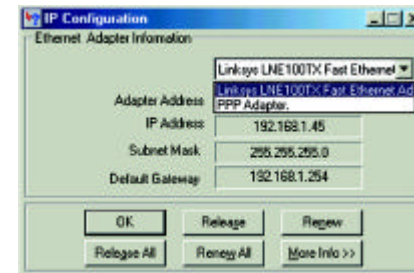 IP Configuration
Ethernet Adapter Information
Linksys LNE100TX Fast Ethernet
Linksys LNE100TX Fast Ethernet Ad
PPP Adapter.
Adapter Address
IP Address 192.168.1.45
Subnet Mask 255.255.255.0
Default Gateway 192.168.1.254
OK Release Renew
Release All Renew All More Info >>